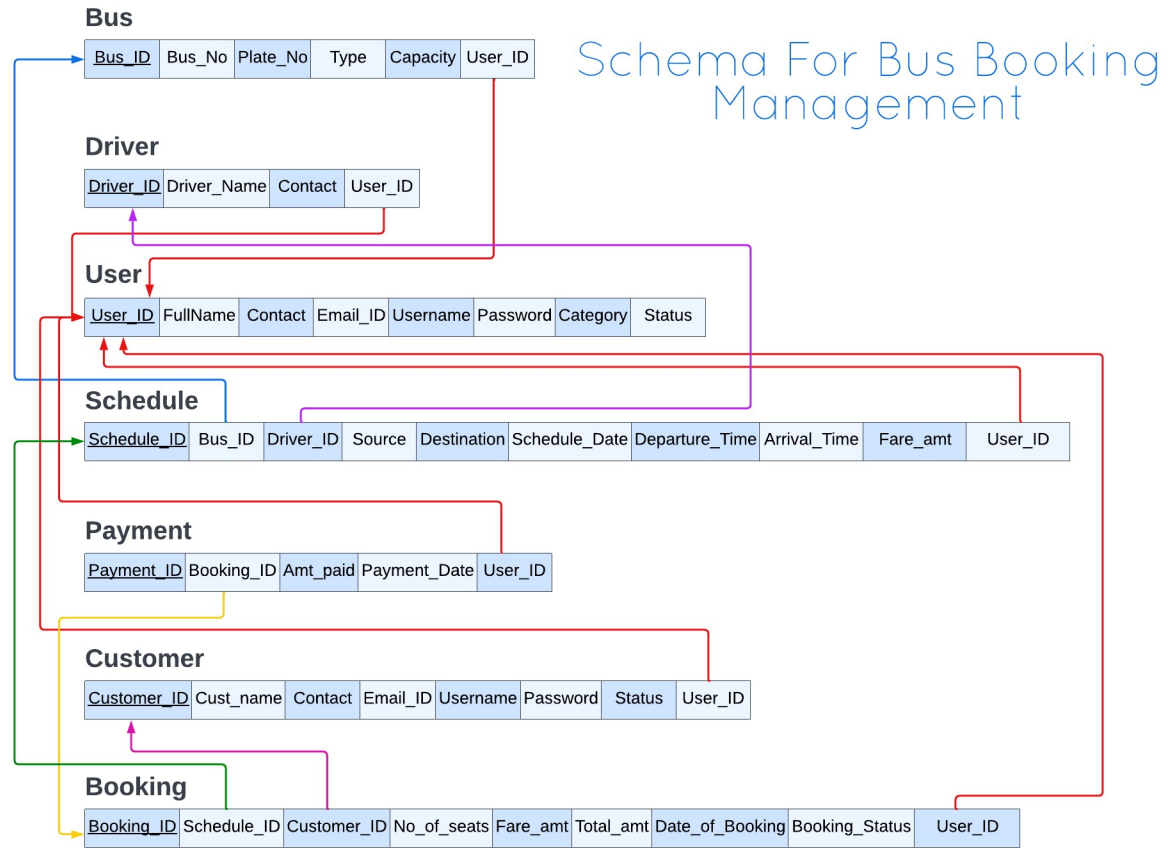 Bus
Schema For Bus Booking
Management
Bus_ID Bus_No Plate_No Type Capacity User_ID
Driver
Driver_ID Driver_Name Contact User_ID
User
User_ID FullName Contact Email_ID Username Password Category Status
Schedule
Schedule_ID Bus_ID Driver_ID Source Destination Schedule_Date Departure_Time Arrival_Time Fare_amt User_ID
Payment
Payment_ID Booking_ID Amt_paid Payment_Date User_ID
Customer
Customer_ID Cust_name Contact Email_ID Username Password Status User_ID
Booking
Booking_ID Schedule_ID Customer_ID No_of_seats Fare_amt Total_amt Date_of_Booking Booking_Status User_ID